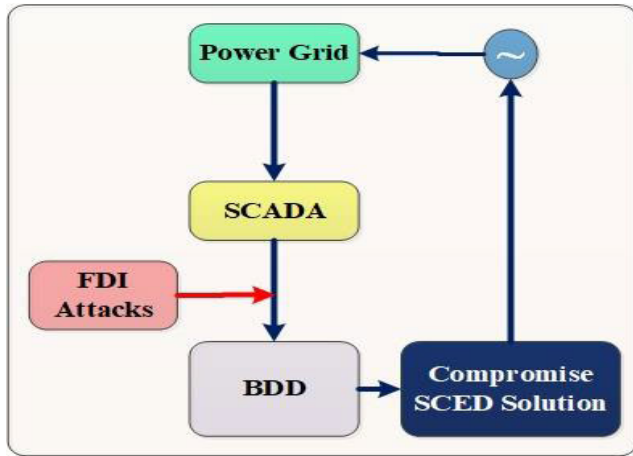 Power Grid
~
SCADA
FDI
Attacks
BDD
Compromise
SCED Solution